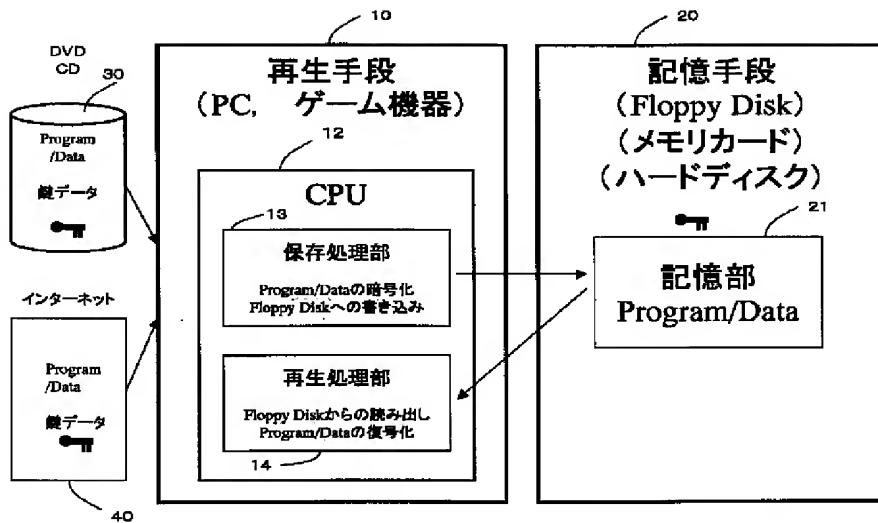 DVD
CD
30
Program
/Data
鍵データ
インターネット
Program
/Data
鍵データ
40
10
再生手段
（PC,　ゲーム機器）
12
CPU
13
保存処理部
Program/Dataの暗号化
Floppy Diskへの書き込み
再生処理部
Floppy Diskからの読み出し
Program/Dataの復号化
14
20
記憶手段
（Floppy Disk）
（メモリカード）
（ハードディスク）
21
記憶部
Program/Data